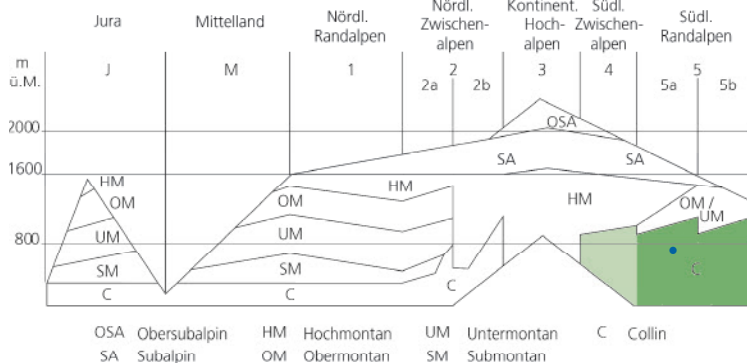 Jura Mittelland Nördl. Randalpen Nördl. Zwischen- alpen Kontinent. Hoch- alpen Südl. Zwischen- alpen Südl. Randalpen
m ü.M. J M 1 2 3 4 5
2a 2b 5a 5b
2000 OSA
1600 SA SA
HM HM
OM OM HM OM / UM
UM UM
800
SM SM C
C C C
OSA Obersubalpin HM Hochmontan UM Untermontan C Collin
SA Subalpin OM Obermontan SM Submontan